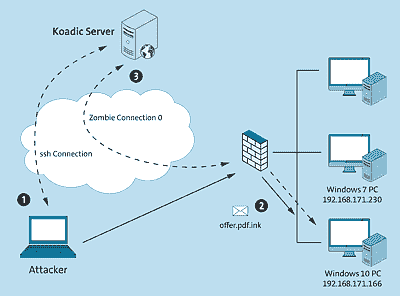 Koadic Server
3
Zombie Connection 0
ssh Connection
1
Attacker
2
offer.pdf.ink
Windows 7 PC
192.168.171.230
Windows 10 PC
192.168.171.166